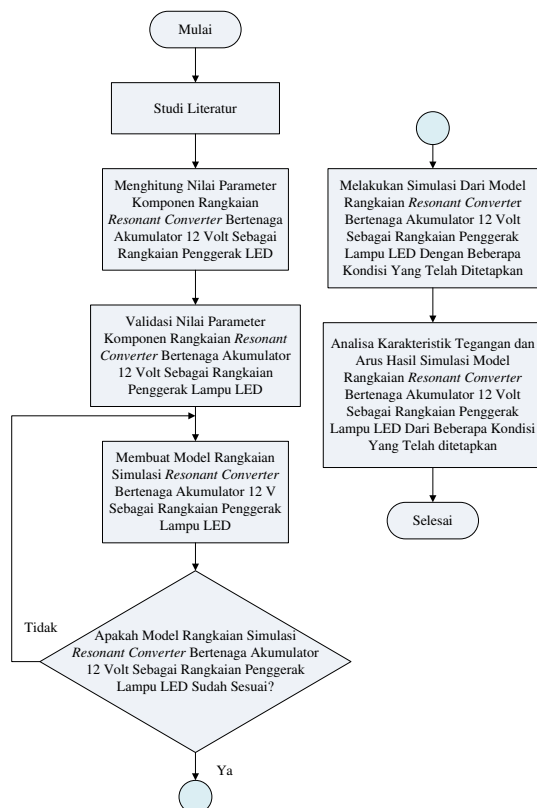 Mulai
Studi Literatur
Menghitung Nilai Parameter
Komponen Rangkaian
Resonant Converter Bertenaga
Akumulator 12 Volt Sebagai
Rangkaian Penggerak LED
Validasi Nilai Parameter
Komponen Rangkaian Resonant
Converter Bertenaga Akumulator
12 Volt Sebagai Rangkaian
Penggerak Lampu LED
Membuat Model Rangkaian
Simulasi Resonant Converter
Bertenaga Akumulator 12 V
Sebagai Rangkaian Penggerak
Lampu LED
Tidak
Apakah Model Rangkaian Simulasi
Resonant Converter Bertenaga Akumulator
12 Volt Sebagai Rangkaian Penggerak
Lampu LED Sudah Sesuai?
Ya
Melakukan Simulasi Dari Model
Rangkaian Resonant Converter
Bertenaga Akumulator 12 Volt
Sebagai Rangkaian Penggerak
Lampu LED Dengan Beberapa
Kondisi Yang Telah Ditetapkan
Analisa Karakteristik Tegangan dan
Arus Hasil Simulasi Model
Rangkaian Resonant Converter
Bertenaga Akumulator 12 Volt
Sebagai Rangkaian Penggerak
Lampu LED Dari Beberapa Kondisi
Yang Telah ditetapkan
Selesai